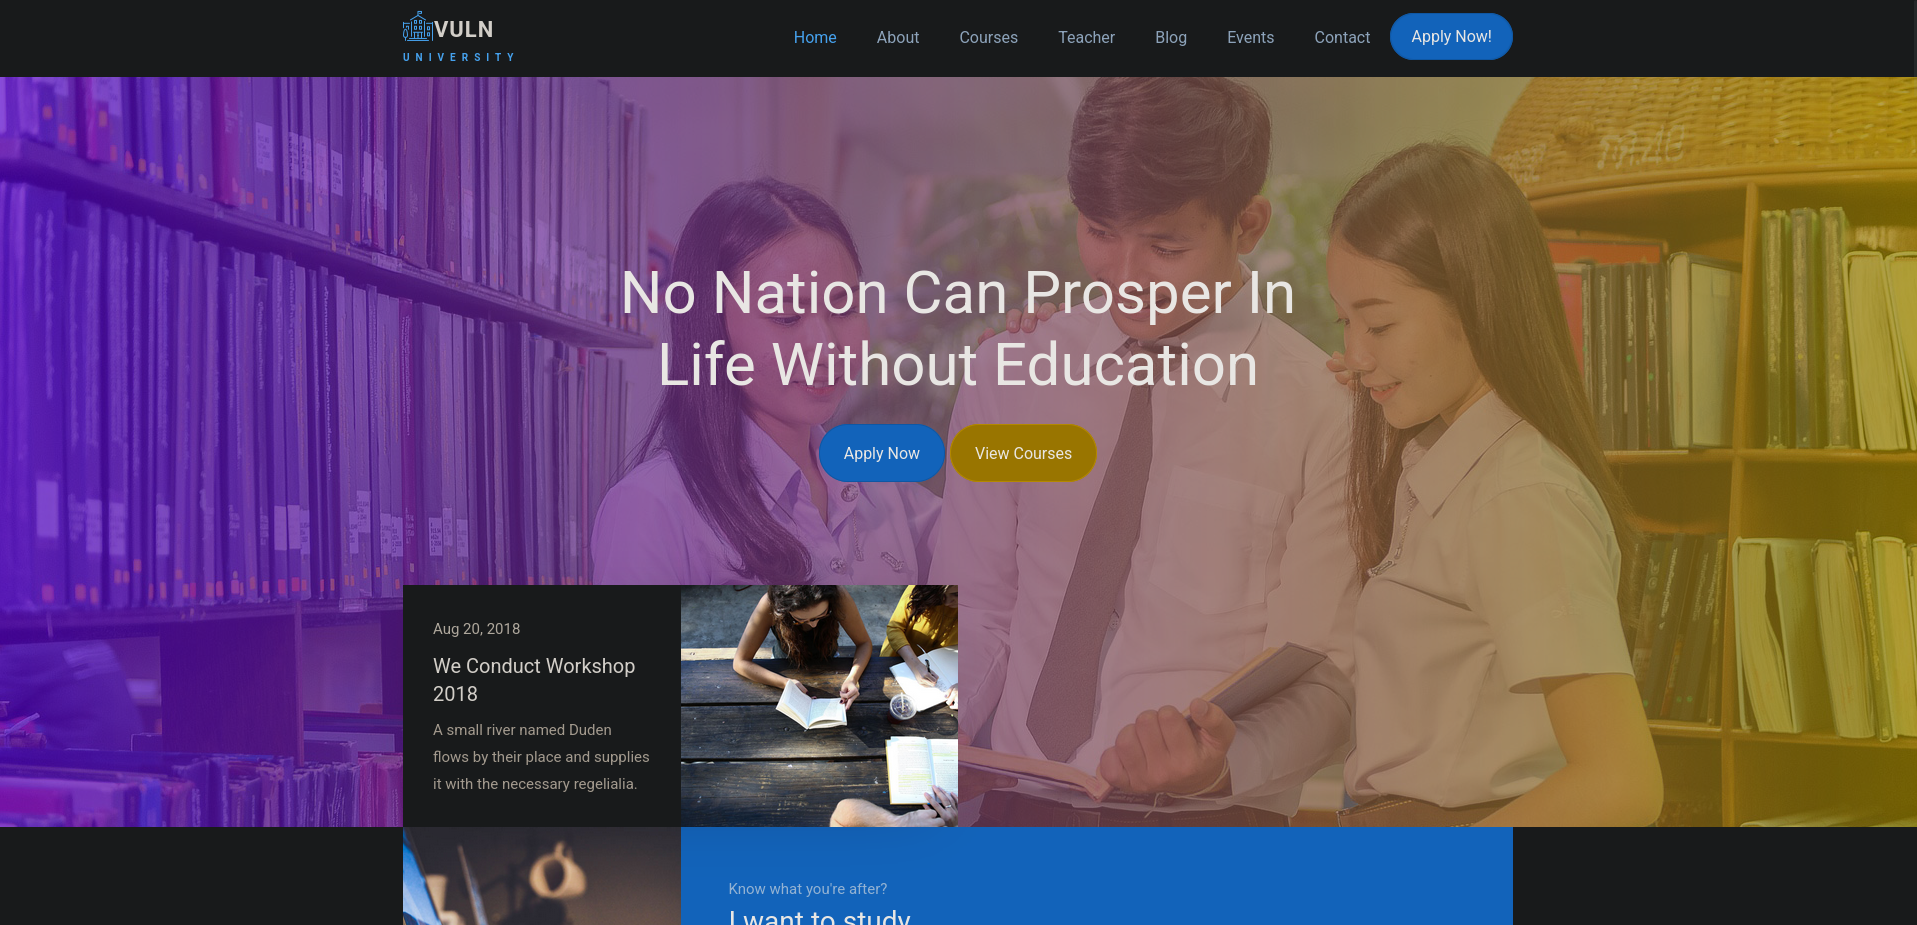 VULN
UNIVERSITY
Home About Courses Teacher Blog Events Contact Apply Now!
No Nation Can Prosper In
Life Without Education
Apply Now View Courses
Aug 20, 2018
We Conduct Workshop
2018
A small river named Duden
flows by their place and supplies
it with the necessary regelialia.
Know what you're after?
I want to study